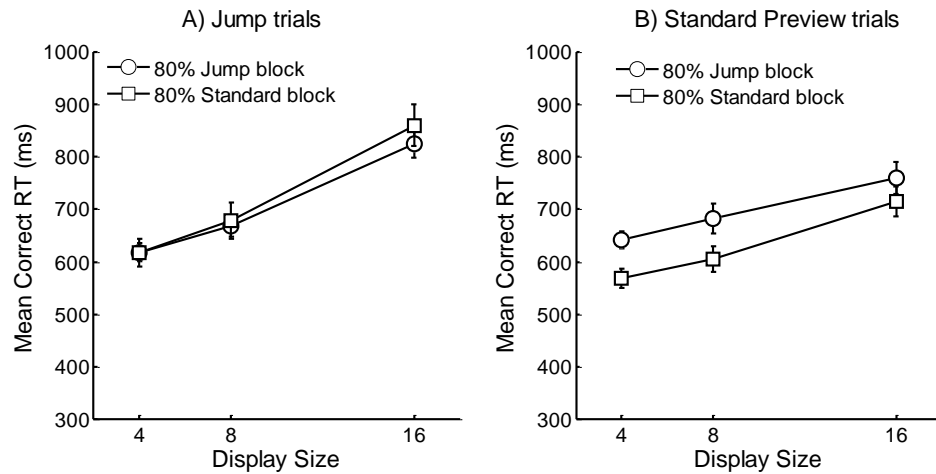 A) Jump trials
1000
900
800
700
600
500
400
300
Mean Correct RT (ms)
80% Jump block
80% Standard block
4 8 16
Display Size
B) Standard Preview trials
1000
900
800
700
600
500
400
300
Mean Correct RT (ms)
80% Jump block
80% Standard block
4 8 16
Display Size